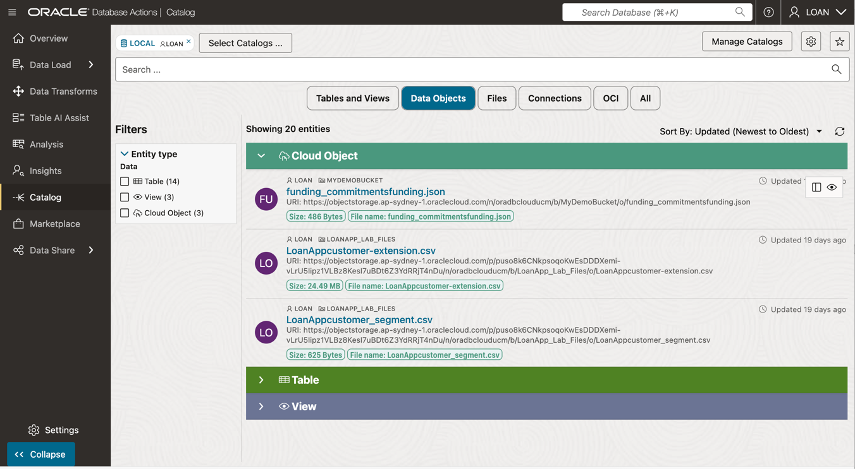 ORACLE Database Actions | Catalog
Search Database (⌘+K)
LOAN
Overview
Data Load
Data Transforms
Table AI Assist
Analysis
Insights
Catalog
Marketplace
Data Share
Settings
Collapse
LOCAL LOAN
Select Catalogs ...
Manage Catalogs
Search ...
Tables and Views
Data Objects
Files
Connections
OCI
All
Filters
Entity type
Data
Table (14)
View (3)
Cloud Object (3)
Showing 20 entities
Sort By: Updated (Newest to Oldest)
Cloud Object
LOAN MYDEMOBUCKET
Updated
funding_commitmentsfunding.json
URI: https://objectstorage.ap-sydney-1.oraclecloud.com/n/oradbclouducm/b/MyDemoBucket/o/funding_commitmentsfunding.json
Size: 486 Bytes File name: funding_commitmentsfunding.json
LOAN LOANAPP_LAB_FILES
Updated 19 days ago
LoanAppcustomer-extension.csv
URI: https://objectstorage.ap-sydney-1.oraclecloud.com/p/puso8k6CNkpsoqoKwEsDDDXemi-
vLrU5lipz1VLBz8KesI7uBDt6Z3YdRRjT4nDu/n/oradbclouducm/b/LoanApp_Lab_Files/o/LoanAppcustomer-extension.csv
Size: 24.49 MB File name: LoanAppcustomer-extension.csv
LOAN LOANAPP_LAB_FILES
Updated 19 days ago
LoanAppcustomer_segment.csv
URI: https://objectstorage.ap-sydney-1.oraclecloud.com/p/puso8k6CNkpsoqoKwEsDDDXemi-
vLrU5lipz1VLBz8KesI7uBDt6Z3YdRRjT4nDu/n/oradbclouducm/b/LoanApp_Lab_Files/o/LoanAppcustomer_segment.csv
Size: 625 Bytes File name: LoanAppcustomer_segment.csv
FU
LO
LO
Table
View